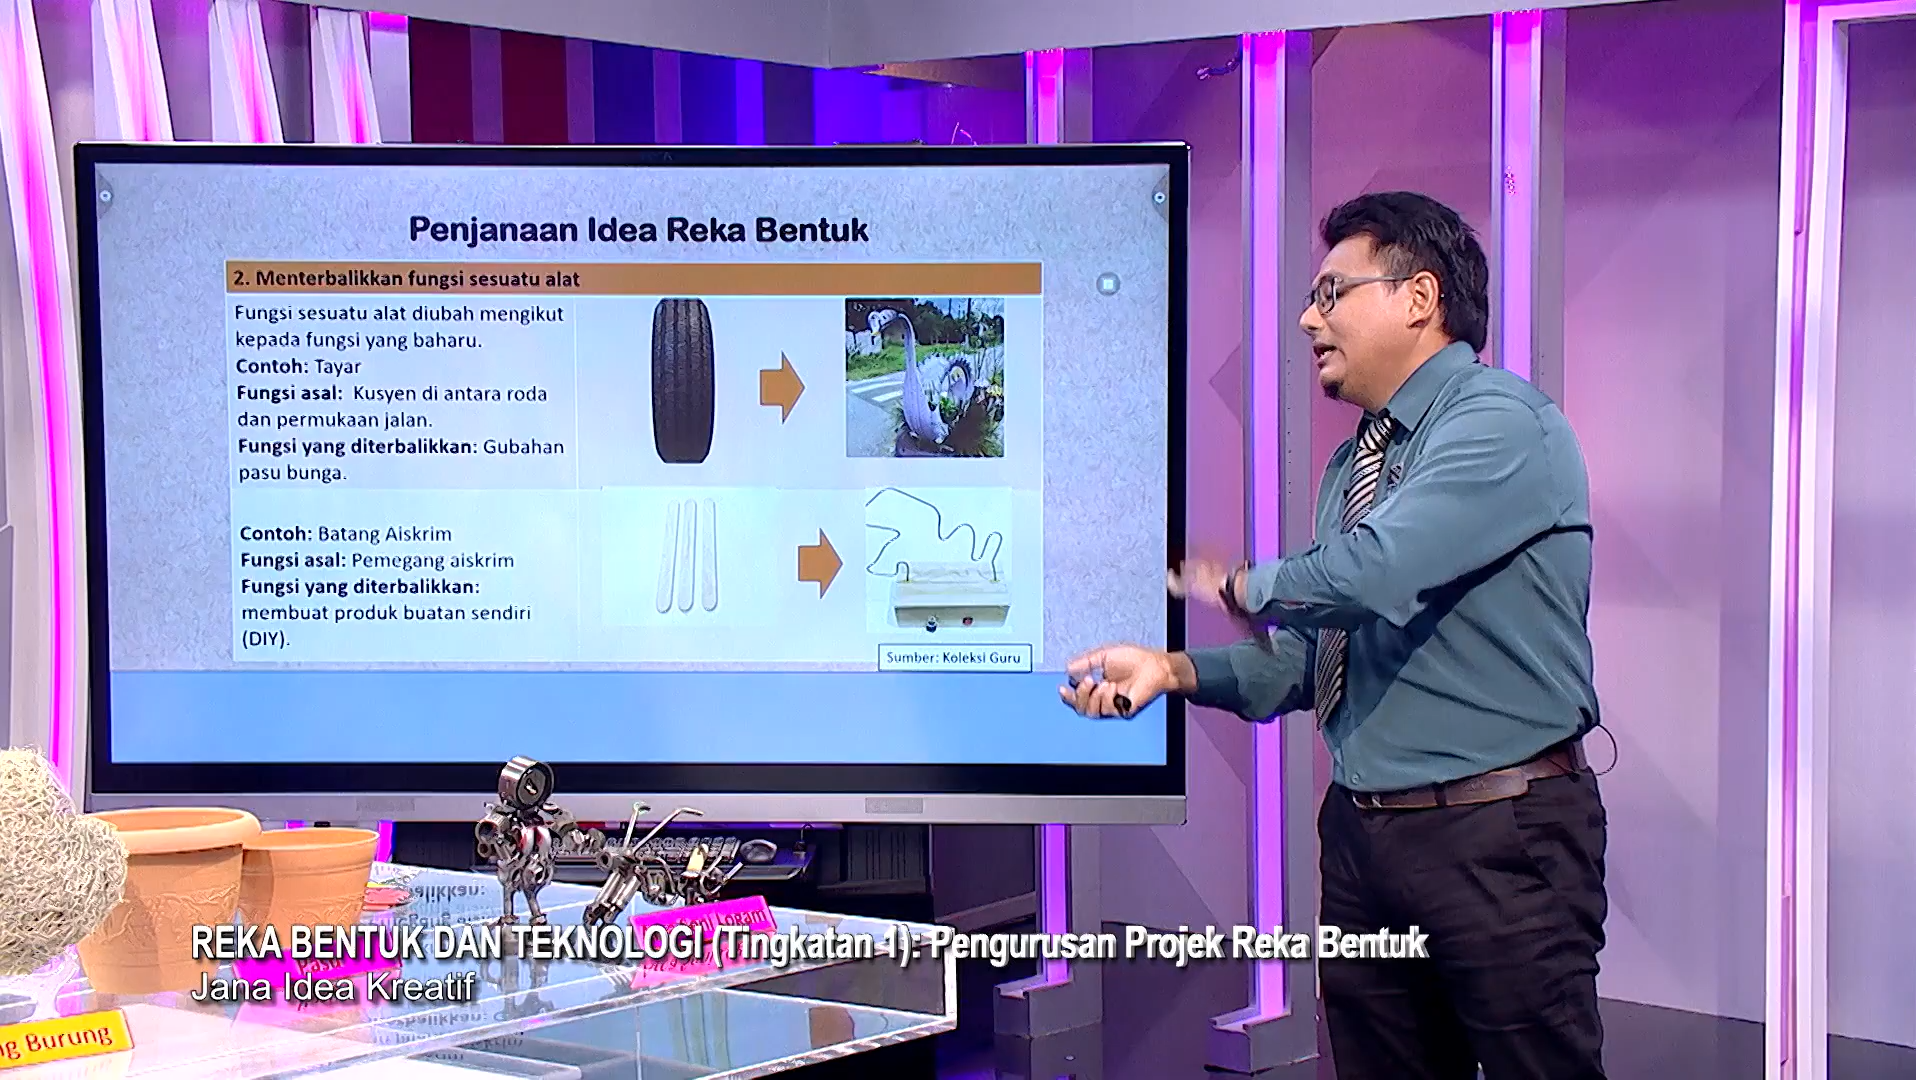 Penjanaan Idea Reka Bentuk
2. Menterbalikkan fungsi sesuatu alat
Fungsi sesuatu alat diubah mengikut
kepada fungsi yang baharu.
Contoh: Tayar
Fungsi asal: Kusyen di antara roda
dan permukaan jalan.
Fungsi yang diterbalikkan: Gubahan
pasu bunga.
Contoh: Batang Aiskrim
Fungsi asal: Pemegang aiskrim
Fungsi yang diterbalikkan:
membuat produk buatan sendiri
(DIY).
Sumber: Koleksi Guru
Logam
REKA BENTUK DAN TEKNOLOGI (Tingkatan 1): Pengurusan Projek Reka Bentuk
Jana Idea Kreatif
Burung